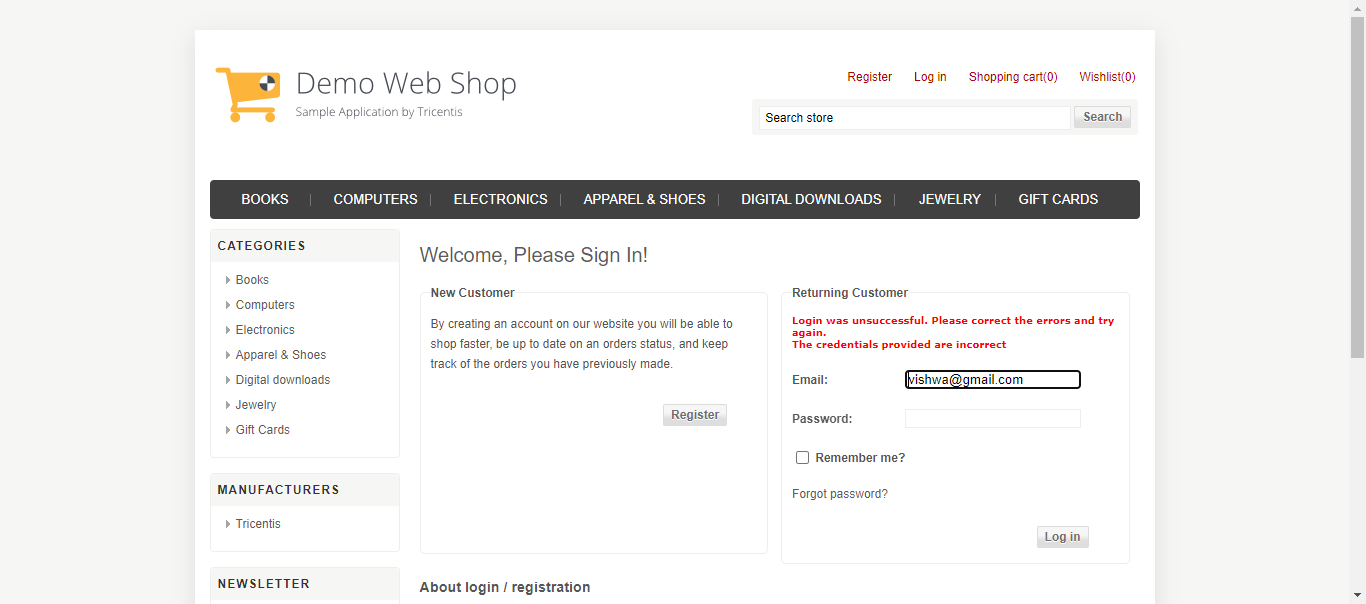 Demo Web Shop
Sample Application by Tricentis
Register Log in Shopping cart(0) Wishlist(0)
Search store Search
BOOKS COMPUTERS ELECTRONICS APPAREL & SHOES DIGITAL DOWNLOADS JEWELRY GIFT CARDS
CATEGORIES
Books
Computers
Electronics
Apparel & Shoes
Digital downloads
Jewelry
Gift Cards
MANUFACTURERS
Tricentis
NEWSLETTER
Welcome, Please Sign In!
New Customer
By creating an account on our website you will be able to
shop faster, be up to date on an orders status, and keep
track of the orders you have previously made.
Register
Returning Customer
Login was unsuccessful. Please correct the errors and try
again.
The credentials provided are incorrect
Email: vishwa@gmail.com
Password:
Remember me?
Forgot password?
Log in
About login / registration